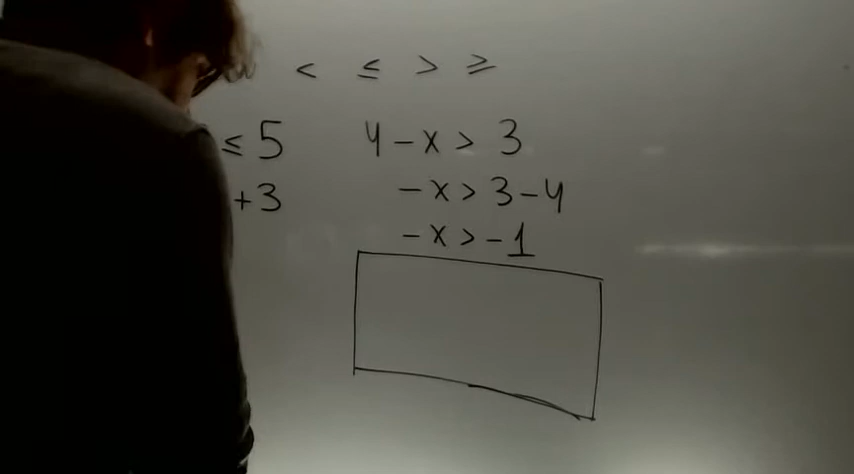 < ≤ > ≥
≤ 5
+3
4 - x > 3
- x > 3 - 4
- x > - 1